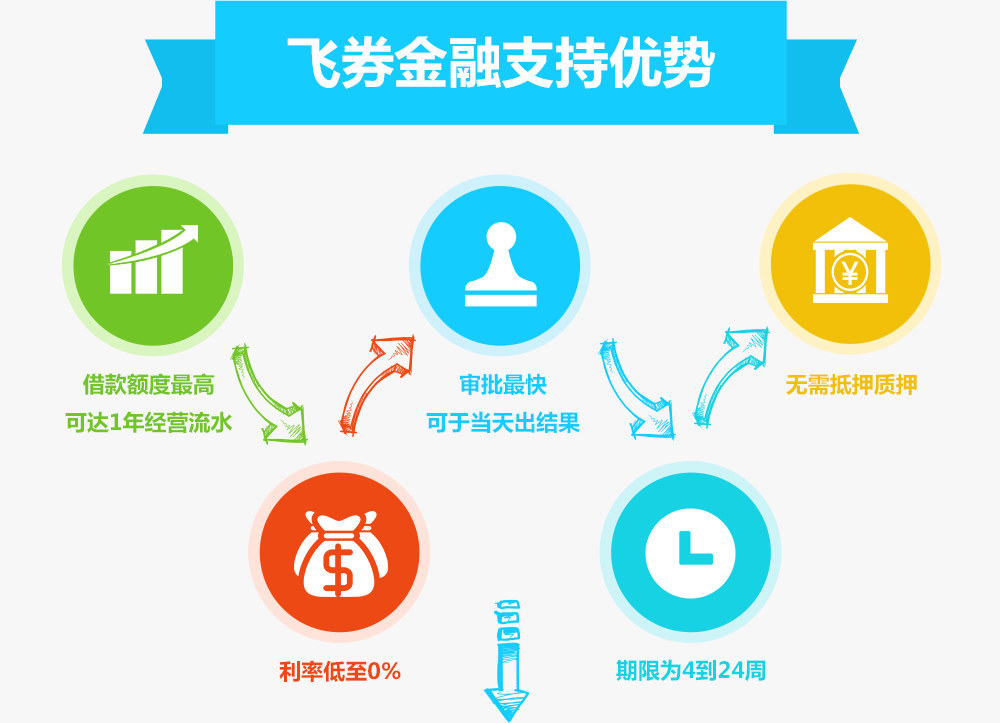 飞券金融支持优势
借款额度最高
可达1年经营流水
审批最快
可于当天出结果
无需抵押质押
利率低至0%
期限为4到24周